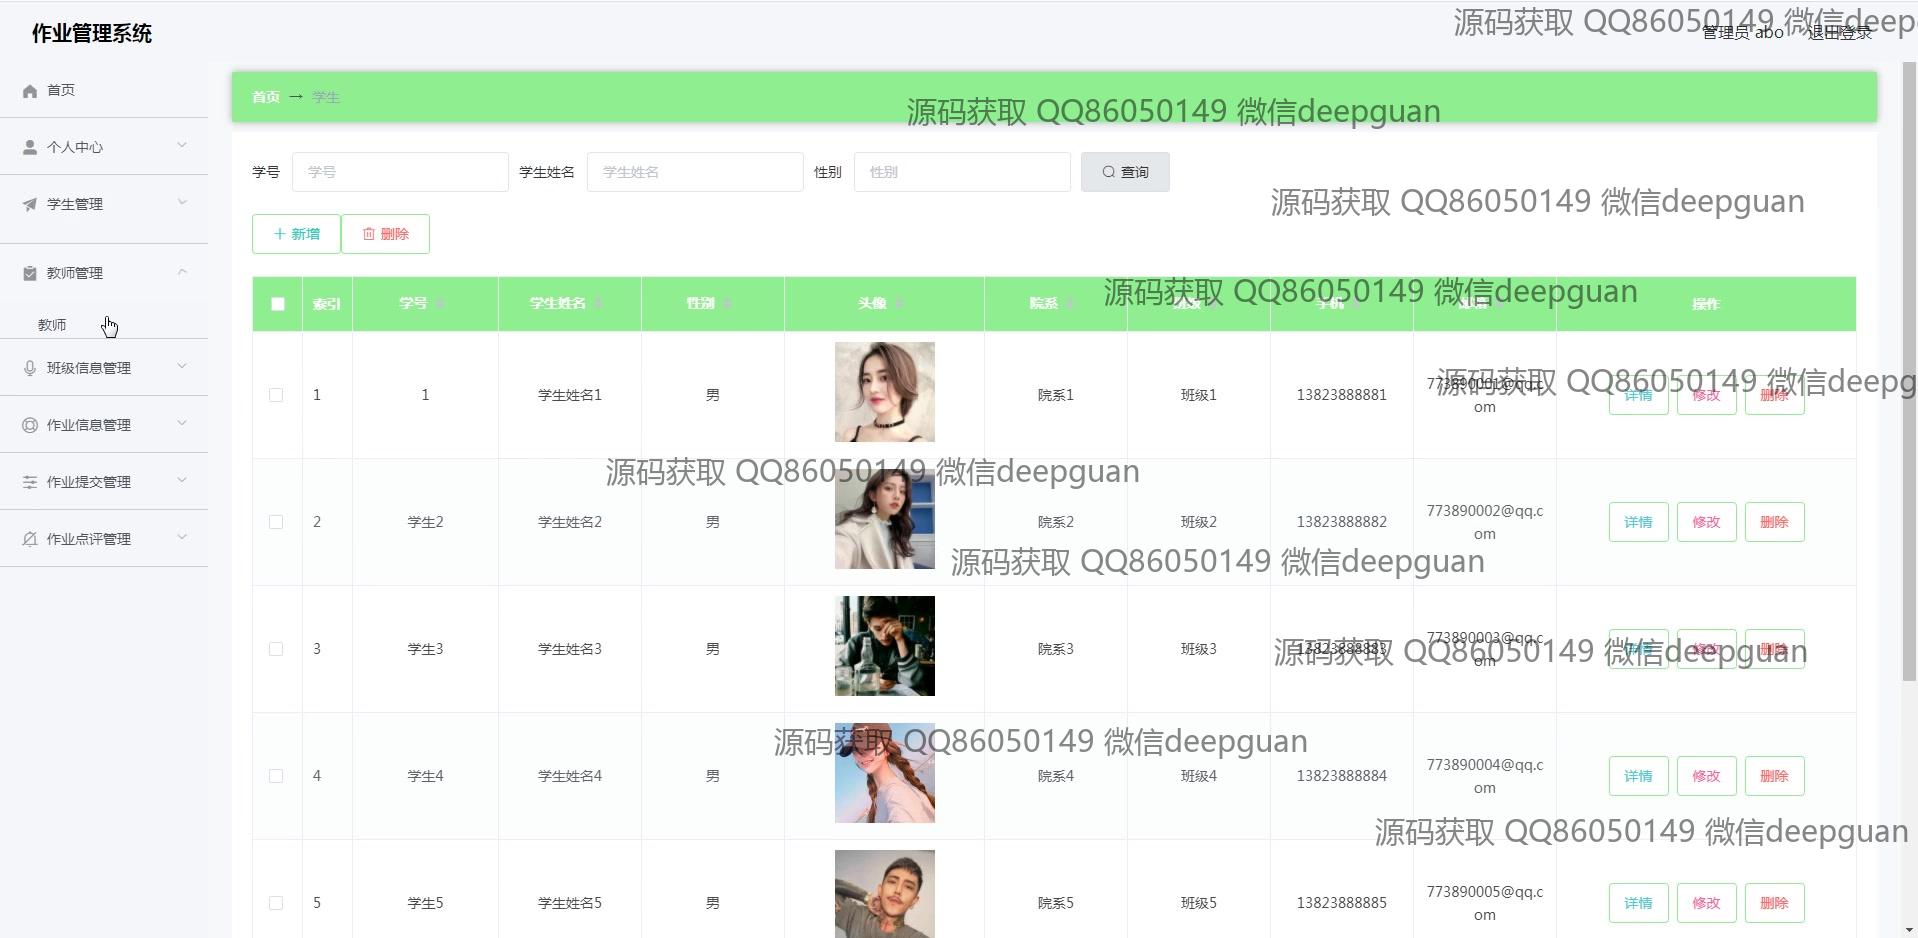 作业管理系统
源码获取 QQ86050149 微信deepg
管理员 abo
退出登录
首页
个人中心
学生管理
教师管理
教师
班级信息管理
作业信息管理
作业提交管理
作业点评管理
首页 → 学生
源码获取 QQ86050149 微信deepguan
学号 学号 学生姓名 学生姓名 性别 性别 查询
源码获取 QQ86050149 微信deepguan
新增 删除
源码获取 QQ86050149 微信deepguan
索引 学号 学生姓名 性别 头像 院系 操作
源码获取 QQ86050149 微信deepg
1 1 学生姓名1 男 院系1 班级1 13823888881 773890001@qq.c
om
详情 修改 删除
源码获取 QQ86050149 微信deepguan
2 学生2 学生姓名2 男 院系2 班级2 13823888882 773890002@qq.c
om
详情 修改 删除
源码获取 QQ86050149 微信deepguan
3 学生3 学生姓名3 男 院系3 班级3 13823888883 773890003@qq.c
om
详情 修改 删除
源码获取 QQ86050149 微信deepguan
源码获取 QQ86050149 微信deepguan
4 学生4 学生姓名4 男 院系4 班级4 13823888884 773890004@qq.c
om
详情 修改 删除
源码获取 QQ86050149 微信deepguan
5 学生5 学生姓名5 男 院系5 班级5 13823888885 773890005@qq.c
om
详情 修改 删除